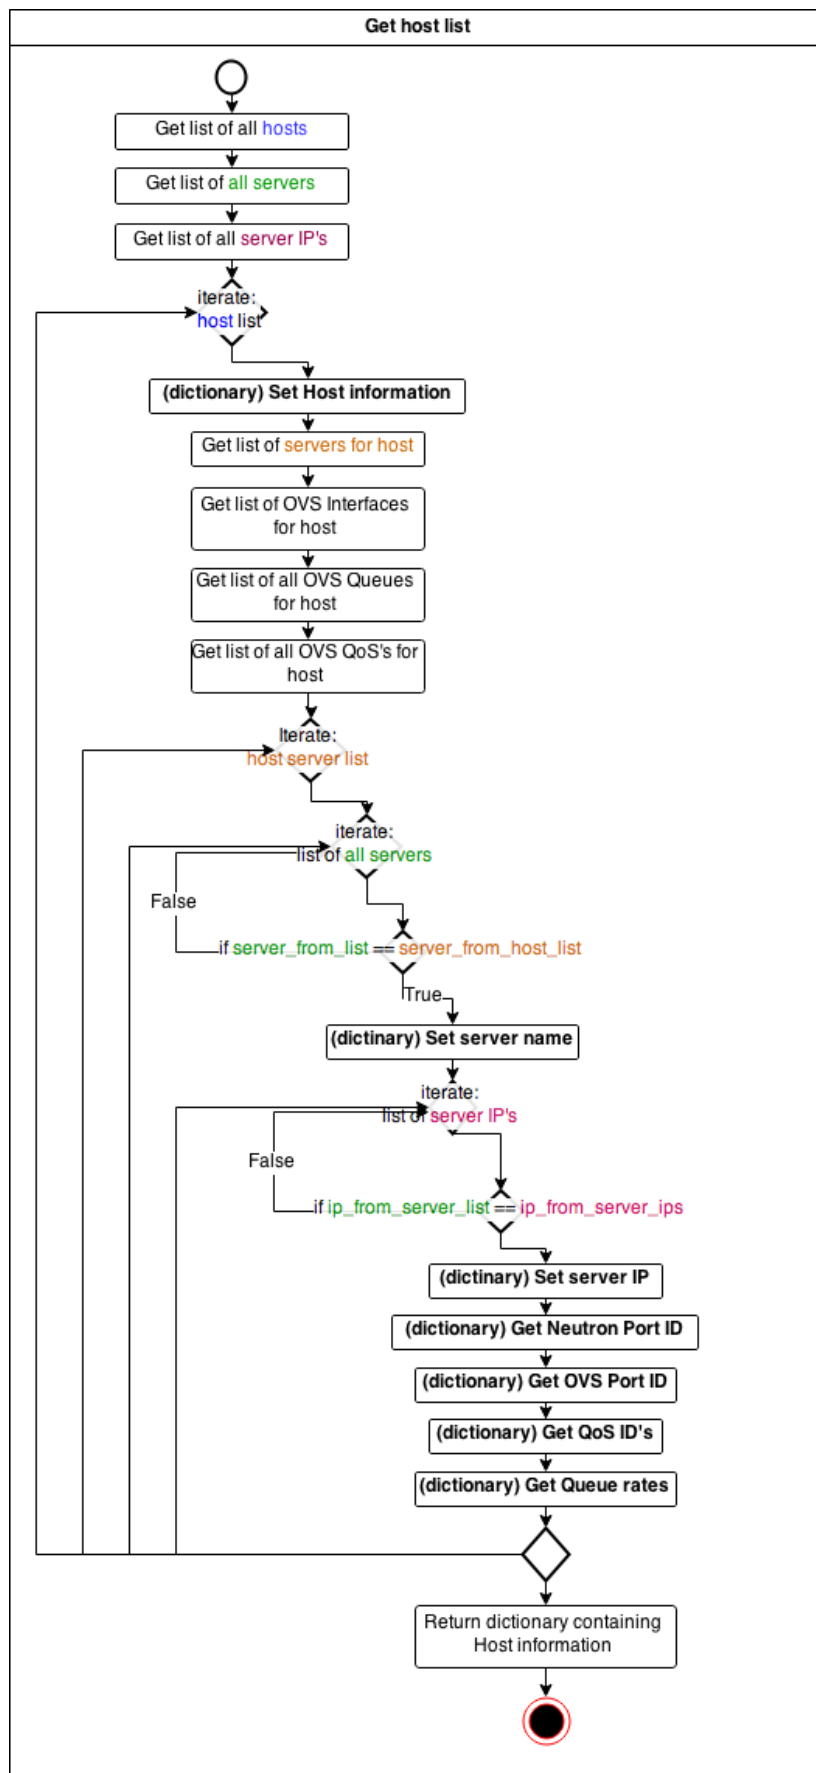 Get host list
Get list of all hosts
Get list of all servers
Get list of all server IP's
iterate:
host list
(dictionary) Set Host information
Get list of servers for host
Get list of OVS Interfaces
for host
Get list of all OVS Queues
for host
Get list of all OVS QoS's for
host
Iterate:
host server list
iterate:
list of all servers
False
if server_from_list == server_from_host_list
True
(dictinary) Set server name
iterate:
list of server IP's
False
if ip_from_server_list == ip_from_server_ips
(dictinary) Set server IP
(dictionary) Get Neutron Port ID
(dictionary) Get OVS Port ID
(dictionary) Get QoS ID's
(dictionary) Get Queue rates
Return dictionary containing
Host information